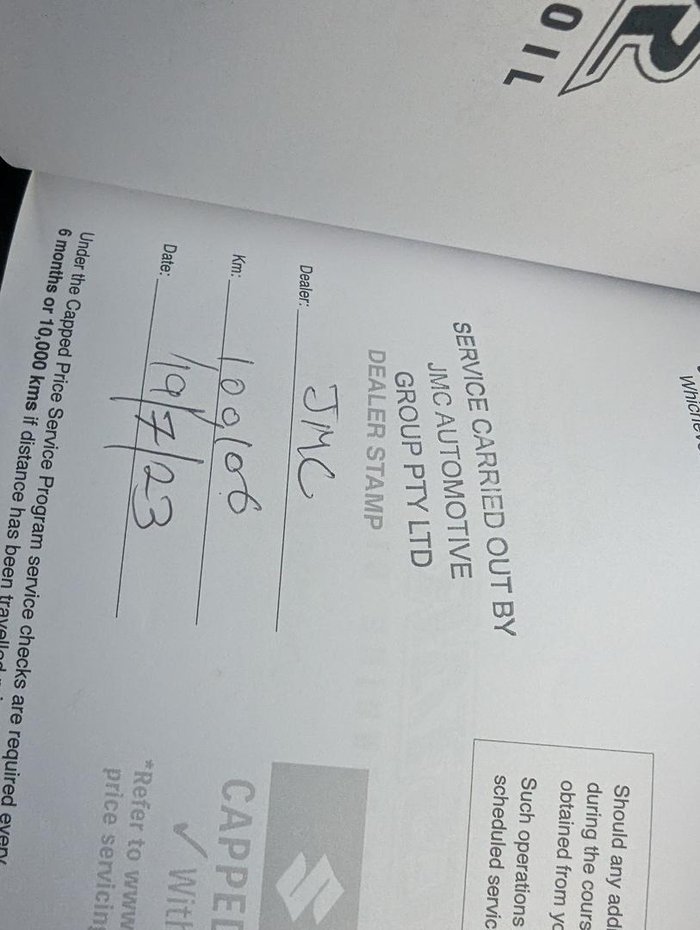 OIL
SERVICE CARRIED OUT BY
JMC AUTOMOTIVE
GROUP PTY LTD
DEALER STAMP
Dealer: JMC
Km: 100106
Date: 19/7/23
Under the Capped Price Service Program service checks are required every
6 months or 10,000 kms if distance has been travelled
Should any addi
during the cours
obtained from yo
Such operations
scheduled servic
CAPPED
✓ With
*Refer to www
price servicing